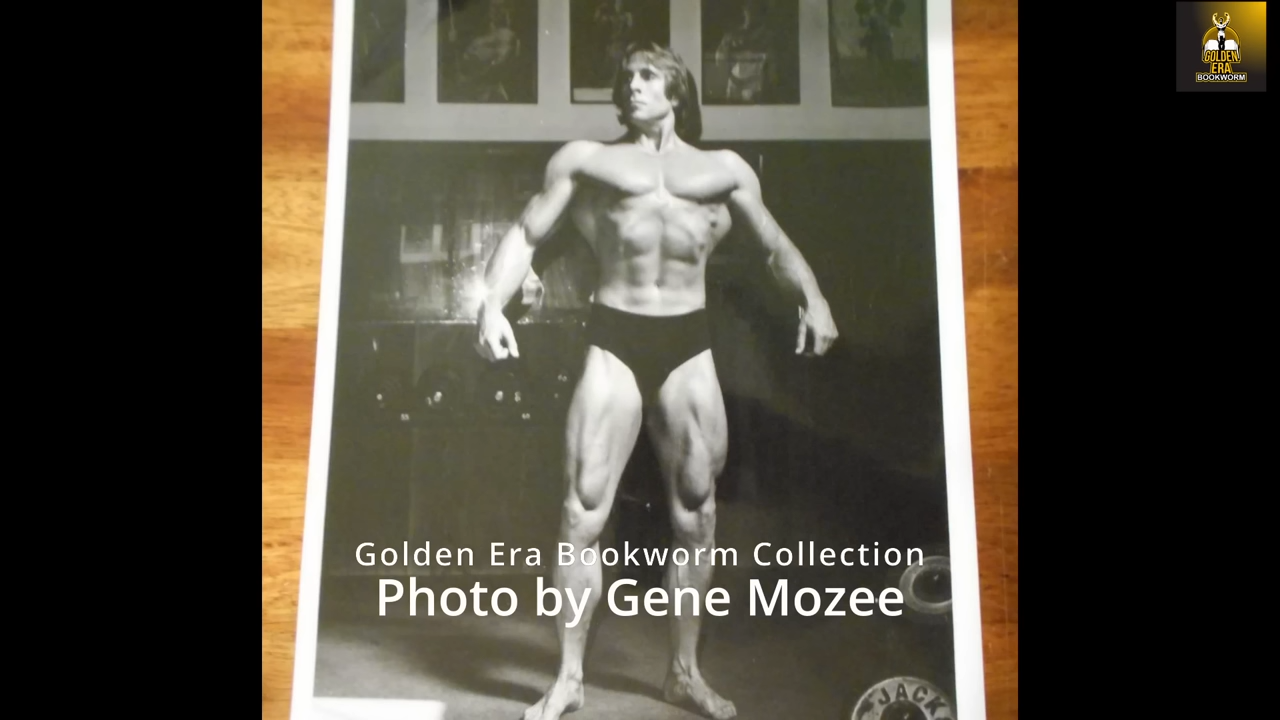 GOLDEN
ERA
BOOKWORM
Golden Era Bookworm Collection
Photo by Gene Mozee
JACK